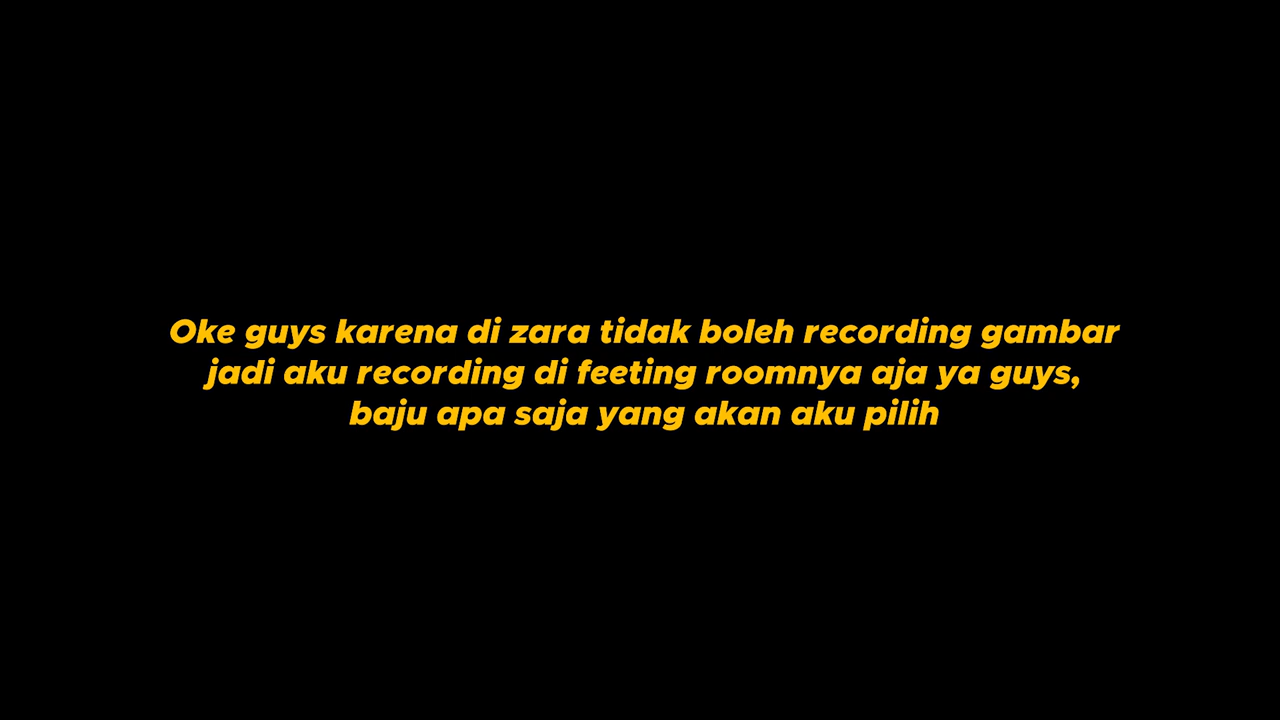 Oke guys karena di zara tidak boleh recording gambar
jadi aku recording di feeting roomnya aja ya guys,
baju apa saja yang akan aku pilih